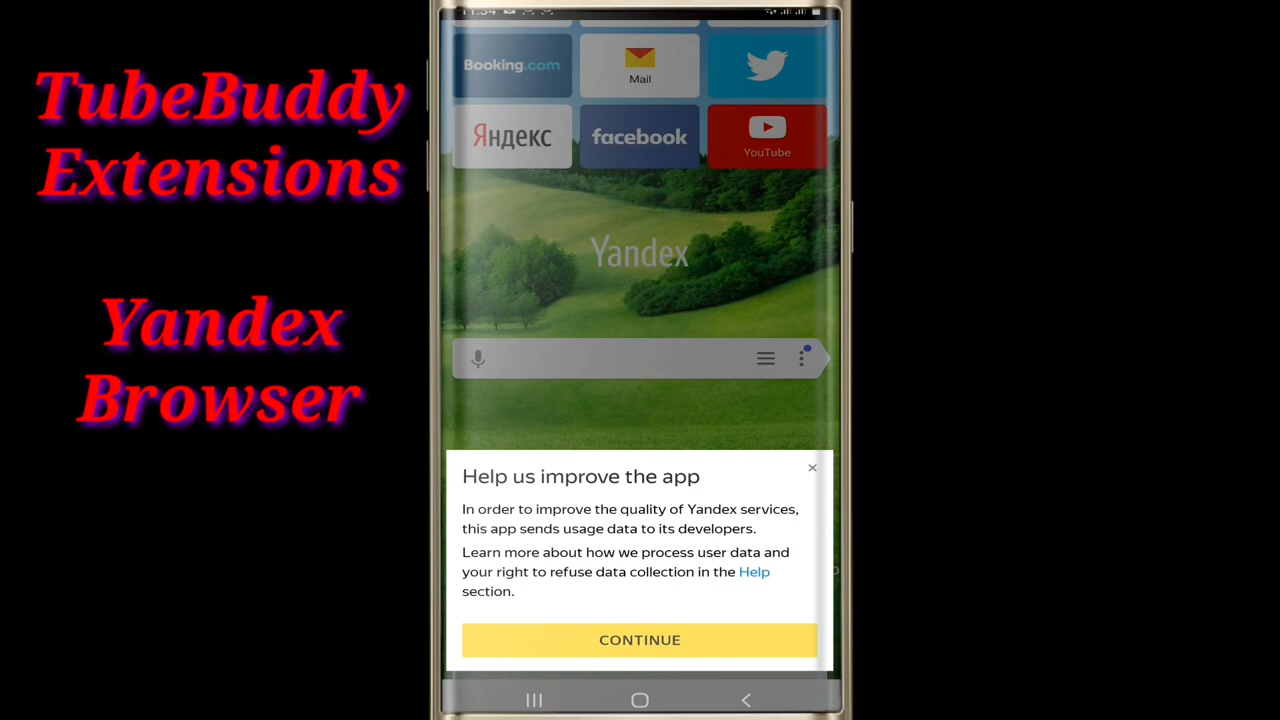 TubeBuddy
Extensions
Yandex
Browser
11:34
Booking.com
Mail
Яндекс
facebook
YouTube
Yandex
Help us improve the app
×
In order to improve the quality of Yandex services,
this app sends usage data to its developers.
Learn more about how we process user data and
your right to refuse data collection in the Help
section.
CONTINUE